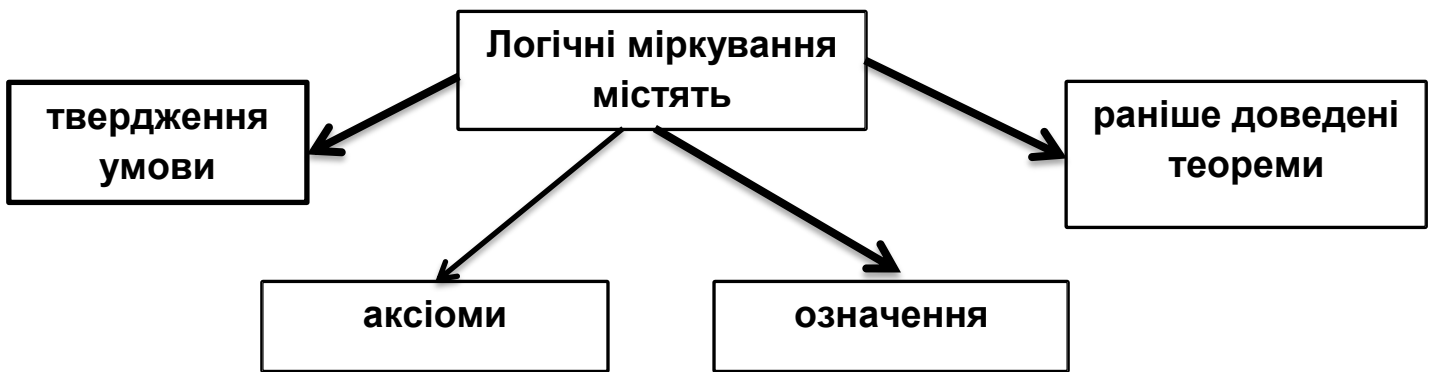 Логічні міркування
містять
твердження
умови
раніше доведені
теореми
аксіоми
означення